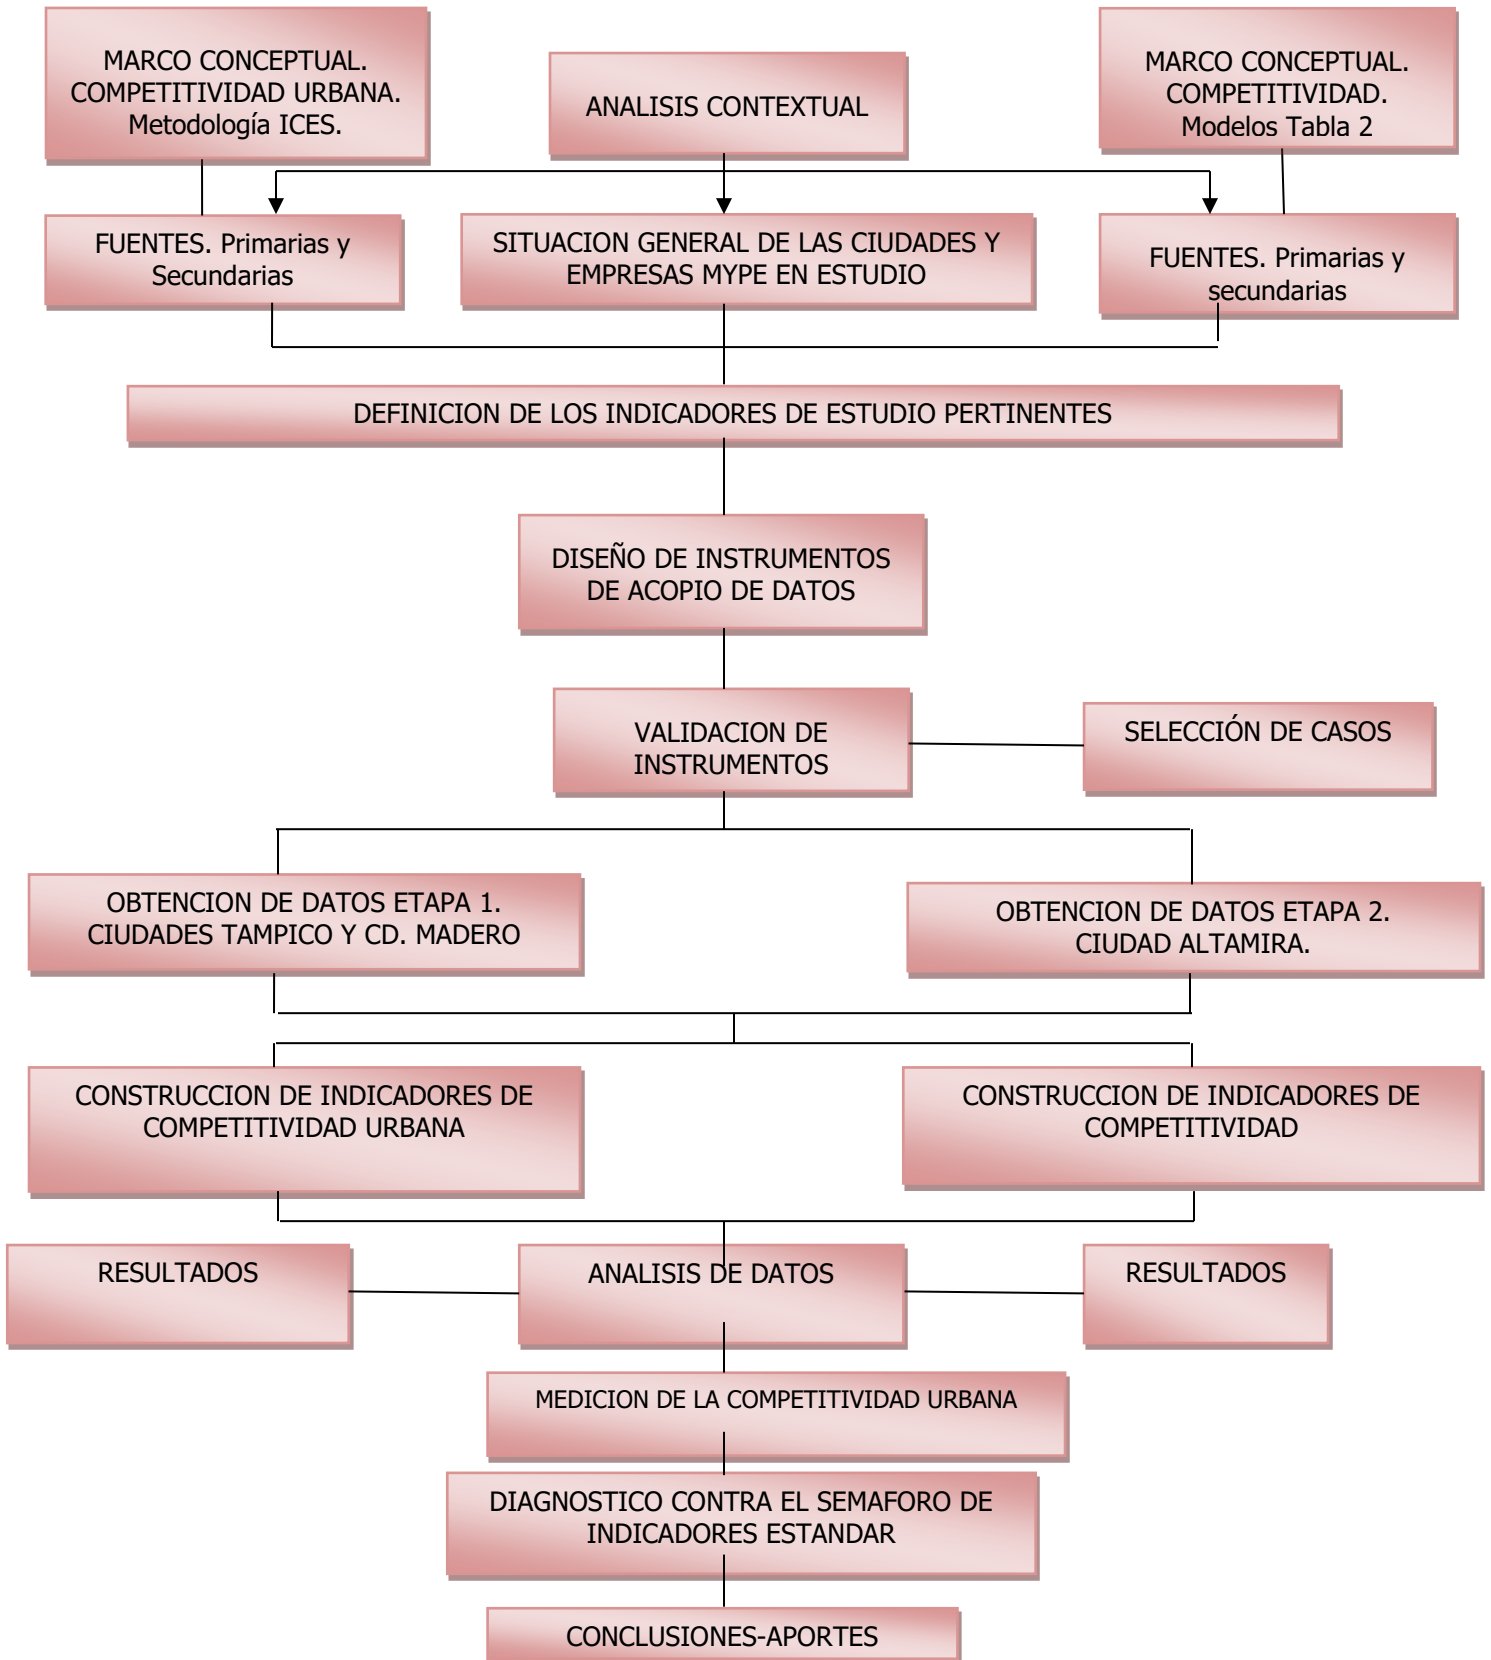 MARCO CONCEPTUAL.
COMPETITIVIDAD URBANA.
Metodología ICES.
ANALISIS CONTEXTUAL
MARCO CONCEPTUAL.
COMPETITIVIDAD.
Modelos Tabla 2
FUENTES. Primarias y
Secundarias
SITUACION GENERAL DE LAS CIUDADES Y
EMPRESAS MYPE EN ESTUDIO
FUENTES. Primarias y
secundarias
DEFINICION DE LOS INDICADORES DE ESTUDIO PERTINENTES
DISEÑO DE INSTRUMENTOS
DE ACOPIO DE DATOS
VALIDACION DE
INSTRUMENTOS
SELECCIÓN DE CASOS
OBTENCION DE DATOS ETAPA 1.
CIUDADES TAMPICO Y CD. MADERO
OBTENCION DE DATOS ETAPA 2.
CIUDAD ALTAMIRA.
CONSTRUCCION DE INDICADORES DE
COMPETITIVIDAD URBANA
CONSTRUCCION DE INDICADORES DE
COMPETITIVIDAD
RESULTADOS
ANALISIS DE DATOS
RESULTADOS
MEDICION DE LA COMPETITIVIDAD URBANA
DIAGNOSTICO CONTRA EL SEMAFORO DE
INDICADORES ESTANDAR
CONCLUSIONES-APORTES